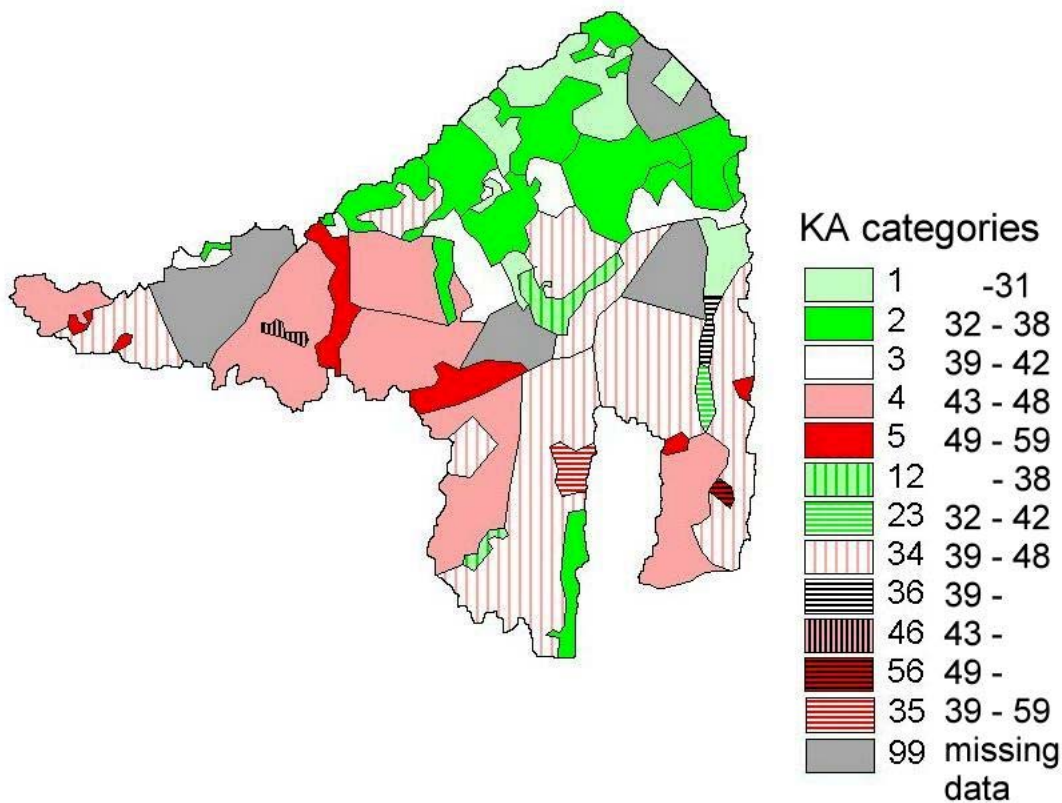 KA categories
1 -31
2 32 - 38
3 39 - 42
4 43 - 48
5 49 - 59
12 - 38
23 32 - 42
34 39 - 48
36 39 -
46 43 -
56 49 -
35 39 - 59
99 missing
data